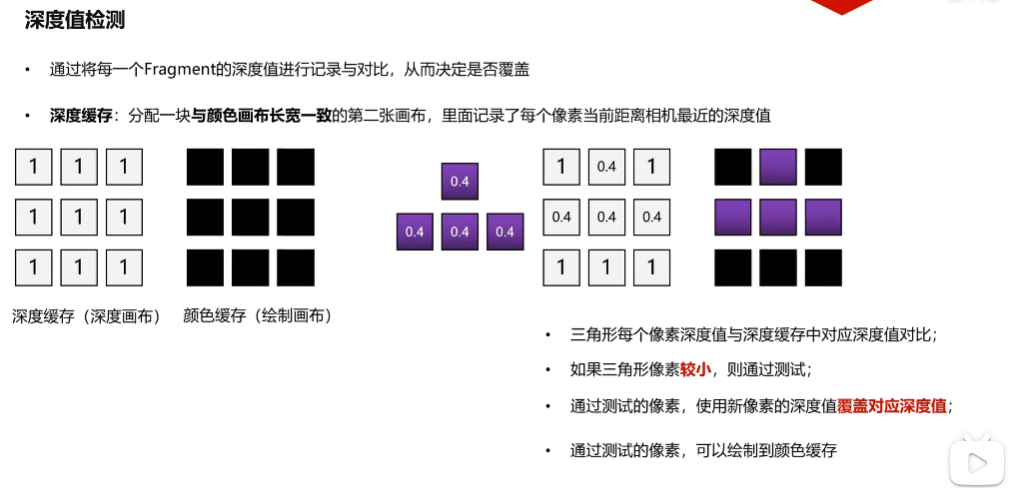 深度值检测
• 通过将每一个Fragment的深度值进行记录与对比，从而决定是否覆盖
• 深度缓存：分配一块与颜色画布长宽一致的第二张画布，里面记录了每个像素当前距离相机最近的深度值
1 1 1
1 1 1
1 1 1
深度缓存（深度画布）
颜色缓存（绘制画布）
0.4
0.4 0.4 0.4
1 0.4 1
0.4 0.4 0.4
1 1 1
• 三角形每个像素深度值与深度缓存中对应深度值对比；
• 如果三角形像素较小，则通过测试；
• 通过测试的像素，使用新像素的深度值覆盖对应深度值；
• 通过测试的像素，可以绘制到颜色缓存